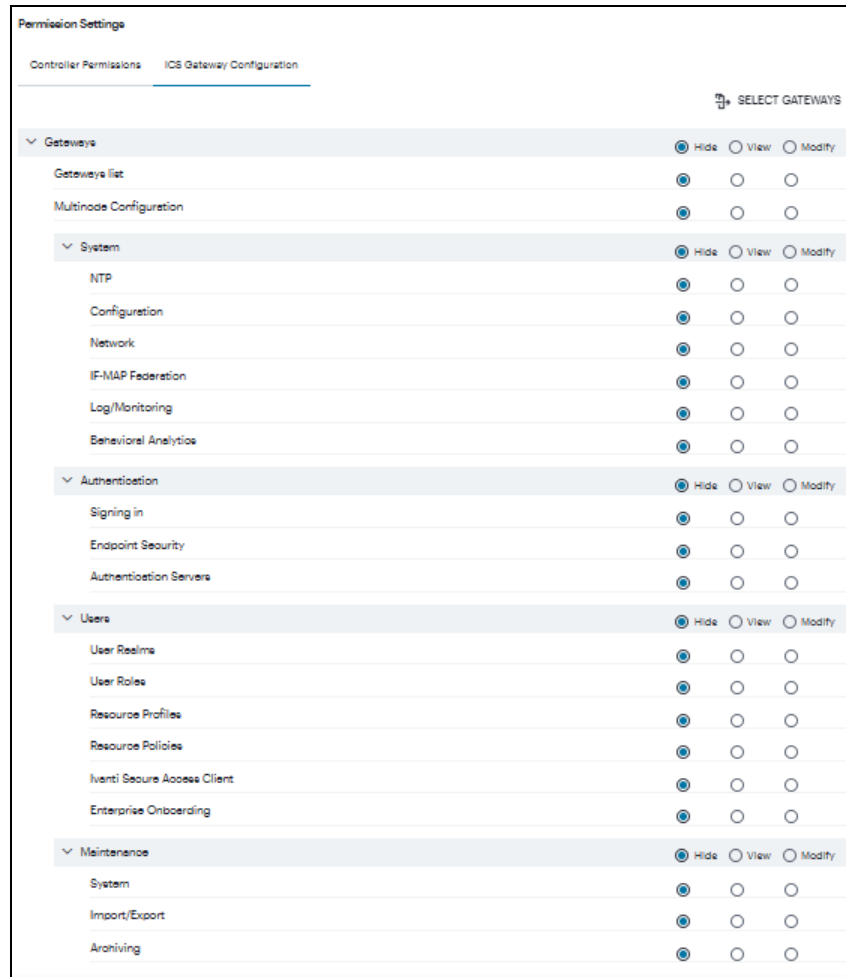 Permission Settings
Controller Permissions ICS Gateway Configuration
SELECT GATEWAYS
Gateways Hide View Modify
Gateways list
Multinode Configuration
System Hide View Modify
NTP
Configuration
Network
IF-MAP Federation
Log/Monitoring
Behavioral Analytics
Authentication Hide View Modify
Signing in
Endpoint Security
Authentication Servers
Users Hide View Modify
User Realms
User Roles
Resource Profiles
Resource Policies
Ivanti Secure Access Client
Enterprise Onboarding
Maintenance Hide View Modify
System
Import/Export
Archiving